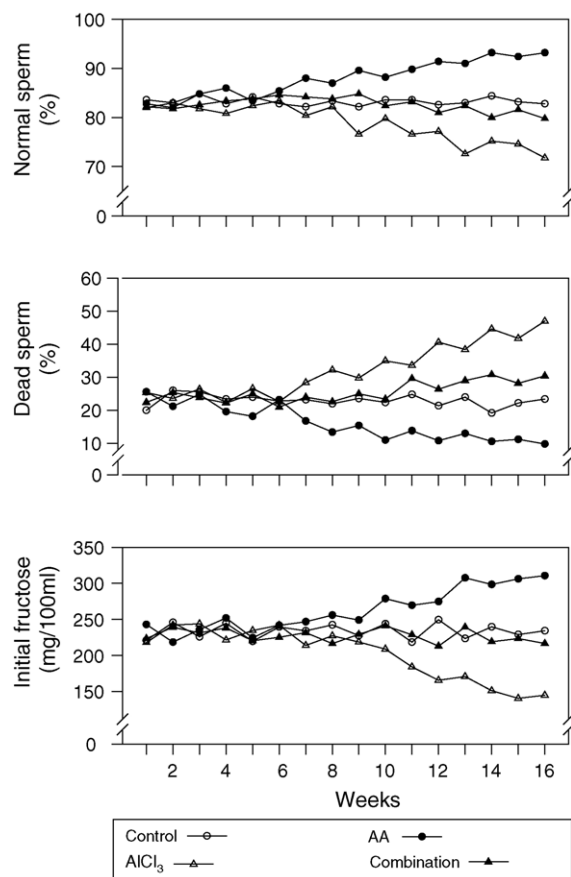 Normal sperm
(%)
100
90
80
70
0
Dead sperm
(%)
60
50
40
30
20
10
0
Initial fructose
(mg/100ml)
350
300
250
200
150
0
2 4 6 8 10 12 14 16
Weeks
Control AA
AlCl₃ Combination